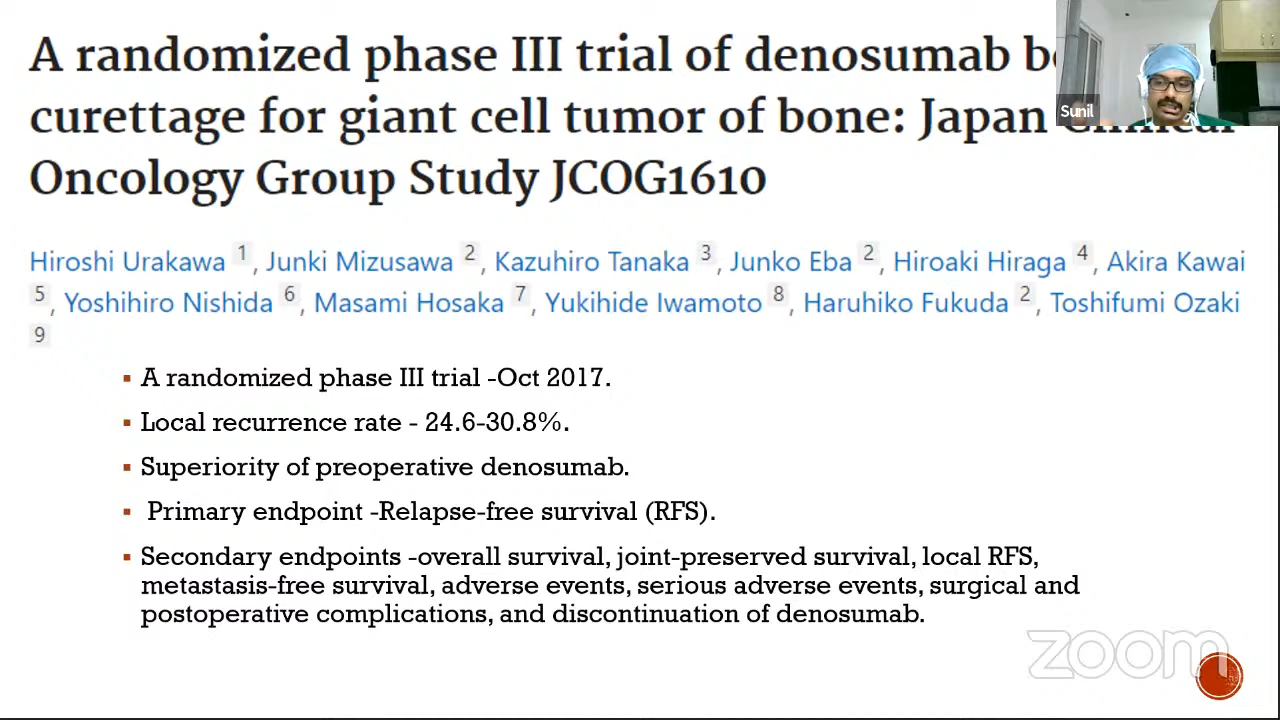 A randomized phase III trial of denosumab
curettage for giant cell tumor of bone: Japan
Oncology Group Study JCOG1610
Sunil
Hiroshi Urakawa 1, Junki Mizusawa 2, Kazuhiro Tanaka 3, Junko Eba 2, Hiroaki Hiraga 4, Akira Kawai
5, Yoshihiro Nishida 6, Masami Hosaka 7, Yukihide Iwamoto 8, Haruhiko Fukuda 2, Toshifumi Ozaki
9
▪ A randomized phase III trial -Oct 2017.
▪ Local recurrence rate - 24.6-30.8%.
▪ Superiority of preoperative denosumab.
▪ Primary endpoint -Relapse-free survival (RFS).
▪ Secondary endpoints -overall survival, joint-preserved survival, local RFS,
metastasis-free survival, adverse events, serious adverse events, surgical and
postoperative complications, and discontinuation of denosumab.
zoom